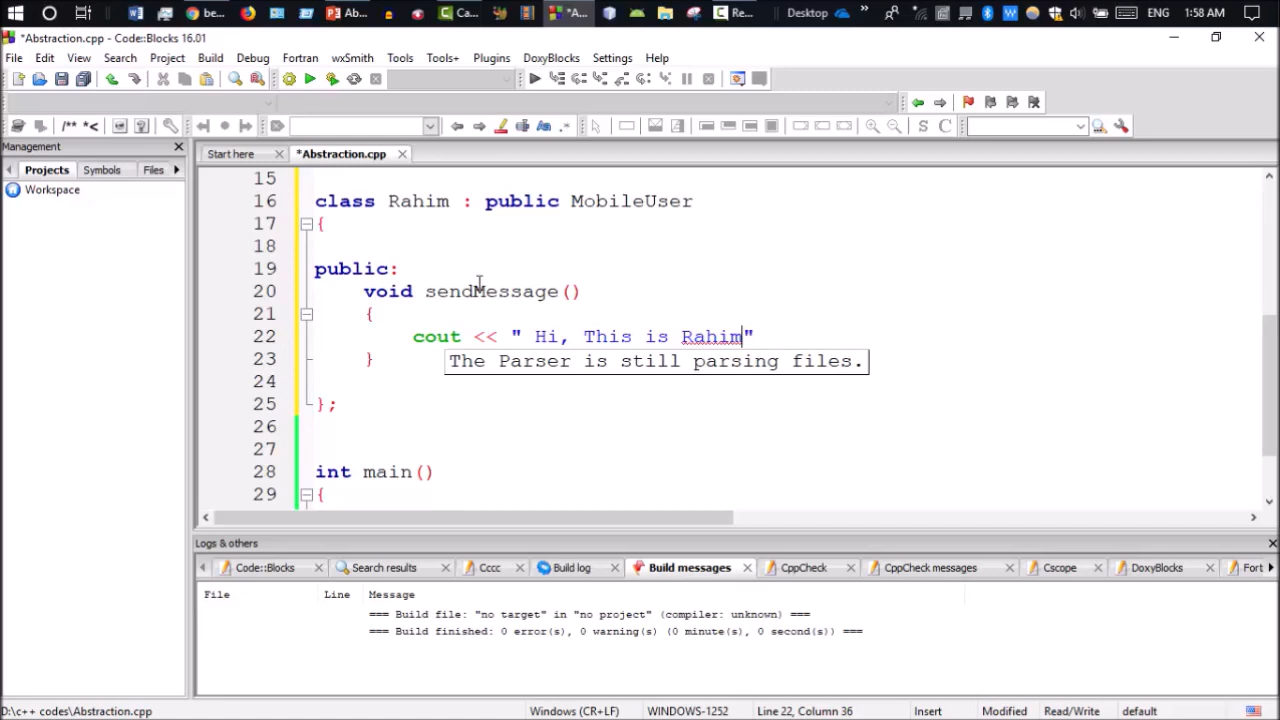 be...
Ab...
Ca...
*A...
Re...
Desktop
ENG
1:58 AM
*Abstraction.cpp - Code::Blocks 16.01
File Edit View Search Project Build Debug Fortran wxSmith Tools Tools+ Plugins DoxyBlocks Settings Help
/** *<
.*
S C
Management
Start here
*Abstraction.cpp
Projects Symbols Files
Workspace
15
16 class Rahim : public MobileUser
17 {
18
19 public:
20 void sendMessage()
21 {
22 cout << " Hi, This is Rahim"
23 }
The Parser is still parsing files.
24
25 };
26
27
28 int main()
29 {
Logs & others
Code::Blocks Search results Cccc Build log Build messages CppCheck CppCheck messages Cscope DoxyBlocks Fort
File Line Message
=== Build file: "no target" in "no project" (compiler: unknown) ===
=== Build finished: 0 error(s), 0 warning(s) (0 minute(s), 0 second(s)) ===
D:\c++ codes\Abstraction.cpp Windows (CR+LF) WINDOWS-1252 Line 22, Column 36 Insert Modified Read/Write default